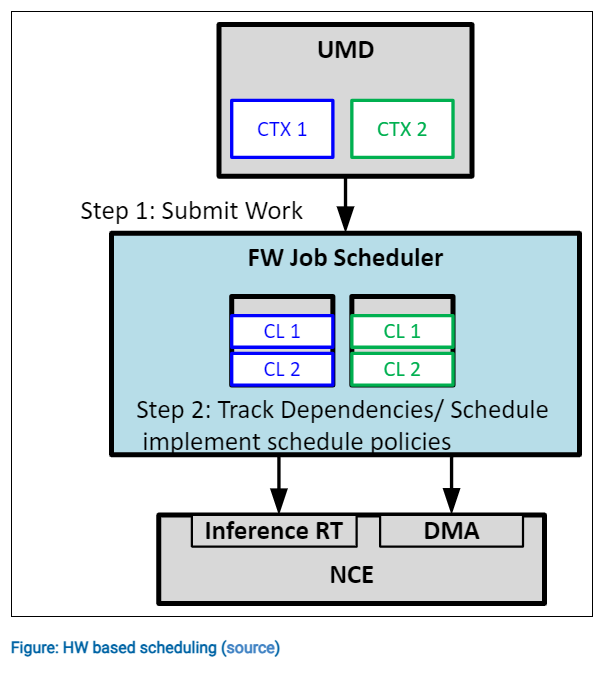 UMD
CTX 1
CTX 2
Step 1: Submit Work
FW Job Scheduler
CL 1
CL 1
CL 2
CL 2
Step 2: Track Dependencies/ Schedule
implement schedule policies
Inference RT
DMA
NCE
Figure: HW based scheduling (source)